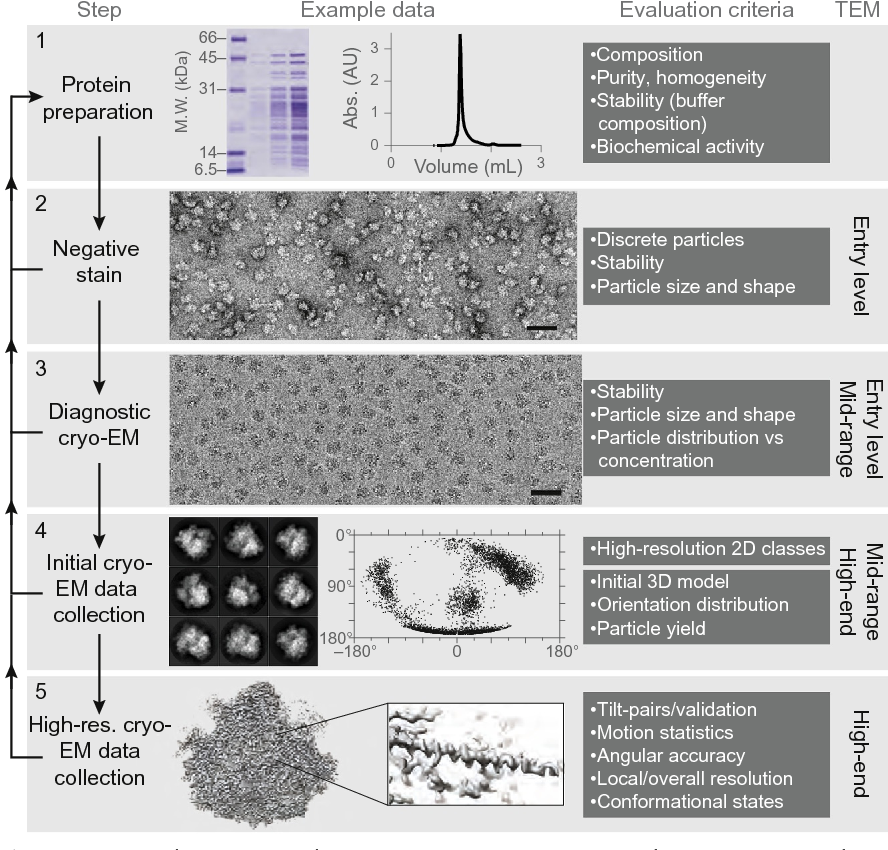 Step
Example data
Evaluation criteria
TEM
1
Protein
preparation
M.W. (kDa)
66
45
31
14
6.5
Abs. (AU)
3
2
1
0
0
Volume (mL)
3
•Composition
•Purity, homogeneity
•Stability (buffer
composition)
•Biochemical activity
2
Negative
stain
•Discrete particles
•Stability
•Particle size and shape
Entry level
3
Diagnostic
cryo-EM
•Stability
•Particle size and shape
•Particle distribution vs
concentration
Entry level
Mid-range
4
Initial cryo-
EM data
collection
0°
90°
180°
−180°
0
180°
•High-resolution 2D classes
•Initial 3D model
•Orientation distribution
•Particle yield
Mid-range
High-end
5
High-res. cryo-
EM data
collection
•Tilt-pairs/validation
•Motion statistics
•Angular accuracy
•Local/overall resolution
•Conformational states
High-end